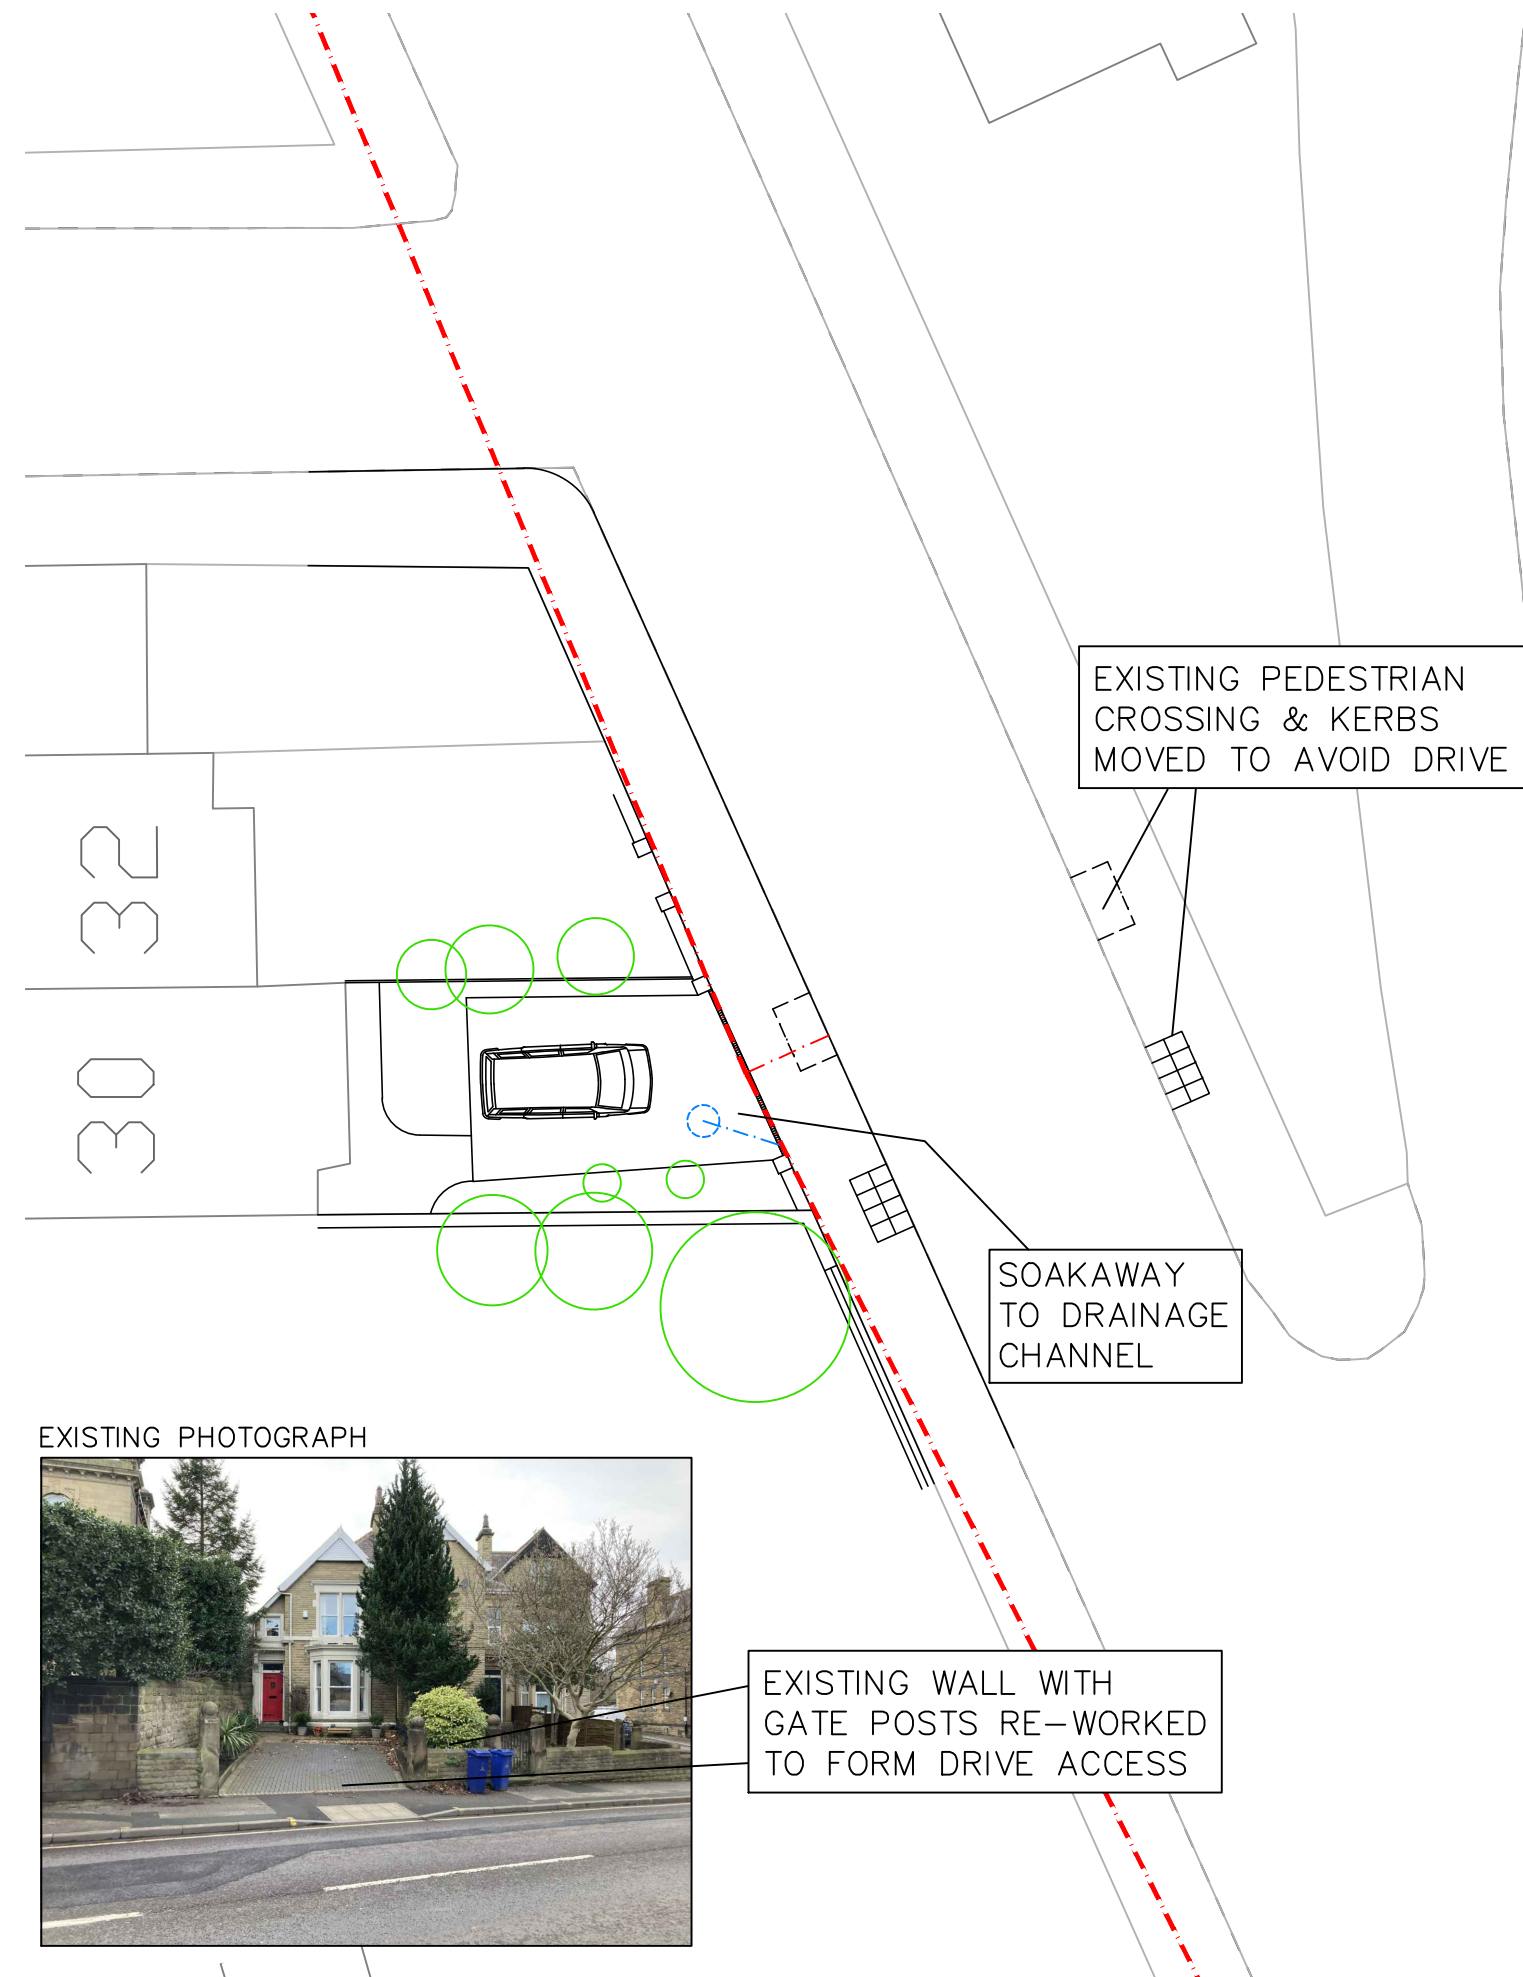 EXISTING PEDESTRIAN
CROSSING & KERBS
MOVED TO AVOID DRIVE
32
30
SOAKAWAY
TO DRAINAGE
CHANNEL
EXISTING PHOTOGRAPH
EXISTING WALL WITH
GATE POSTS RE-WORKED
TO FORM DRIVE ACCESS